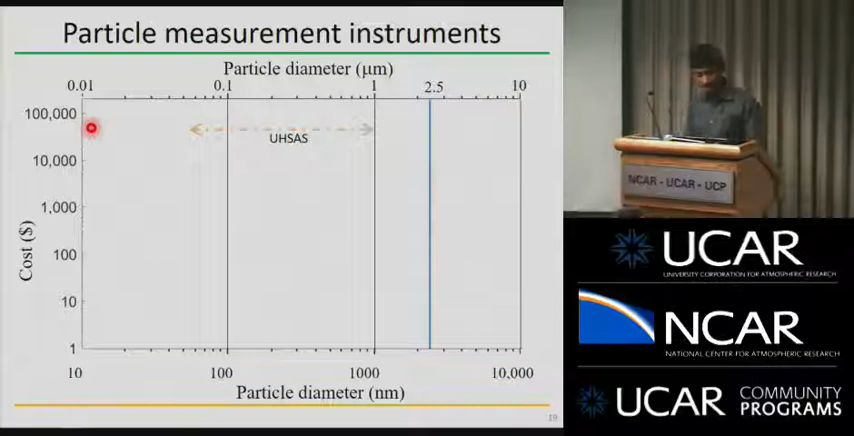 Particle measurement instruments
Particle diameter (μm)
0.01 0.1 1 2.5 10
100,000
10,000
1,000
100
10
1
Cost ($)
UHSAS
10 100 1000 10,000
Particle diameter (nm)
19
NCAR - UCAR - UCP
UCAR
UNIVERSITY CORPORATION FOR ATMOSPHERIC RESEARCH
NCAR
NATIONAL CENTER FOR ATMOSPHERIC RESEARCH
UCAR COMMUNITY
PROGRAMS